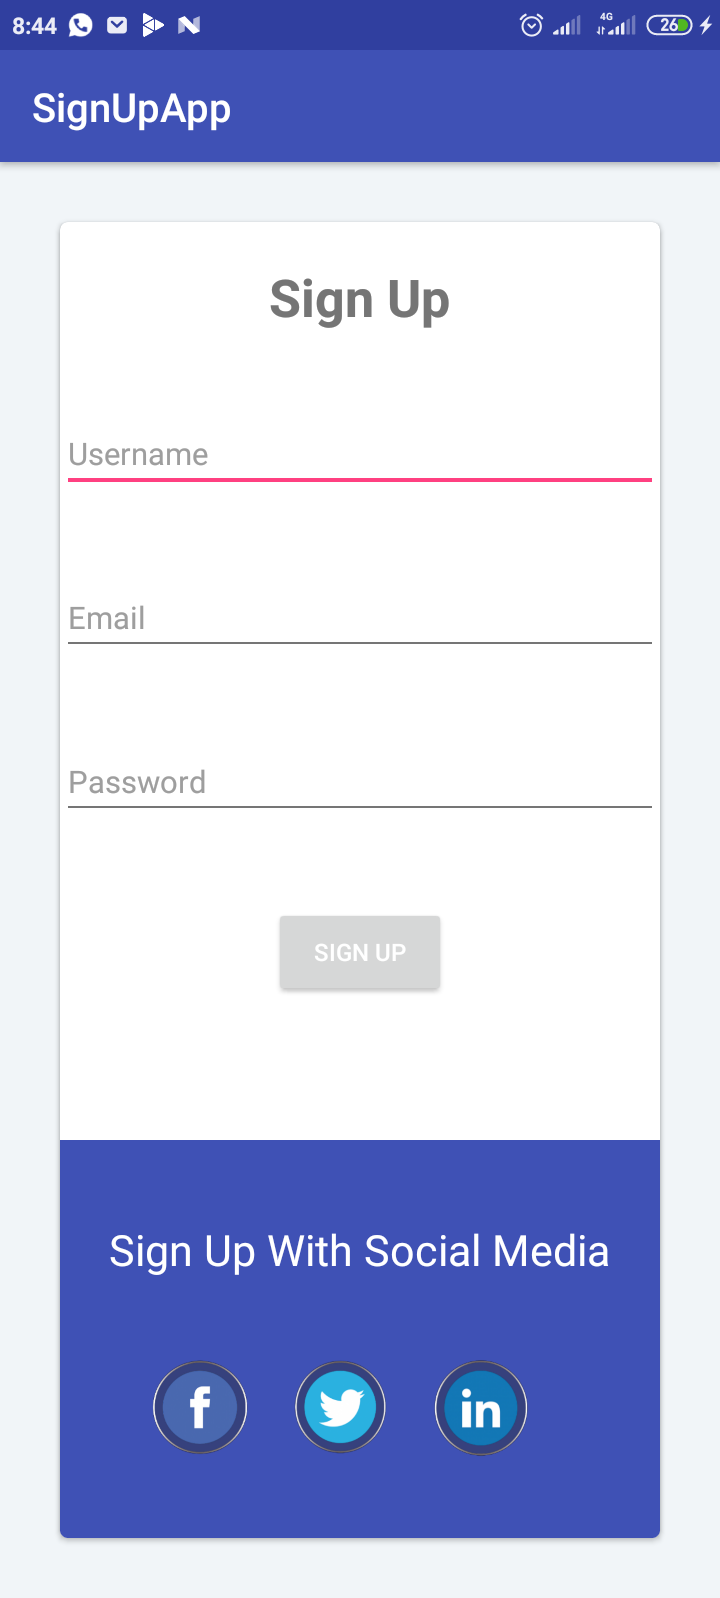 8:44
4G
26
SignUpApp
Sign Up
Username
Email
Password
SIGN UP
Sign Up With Social Media
f
in